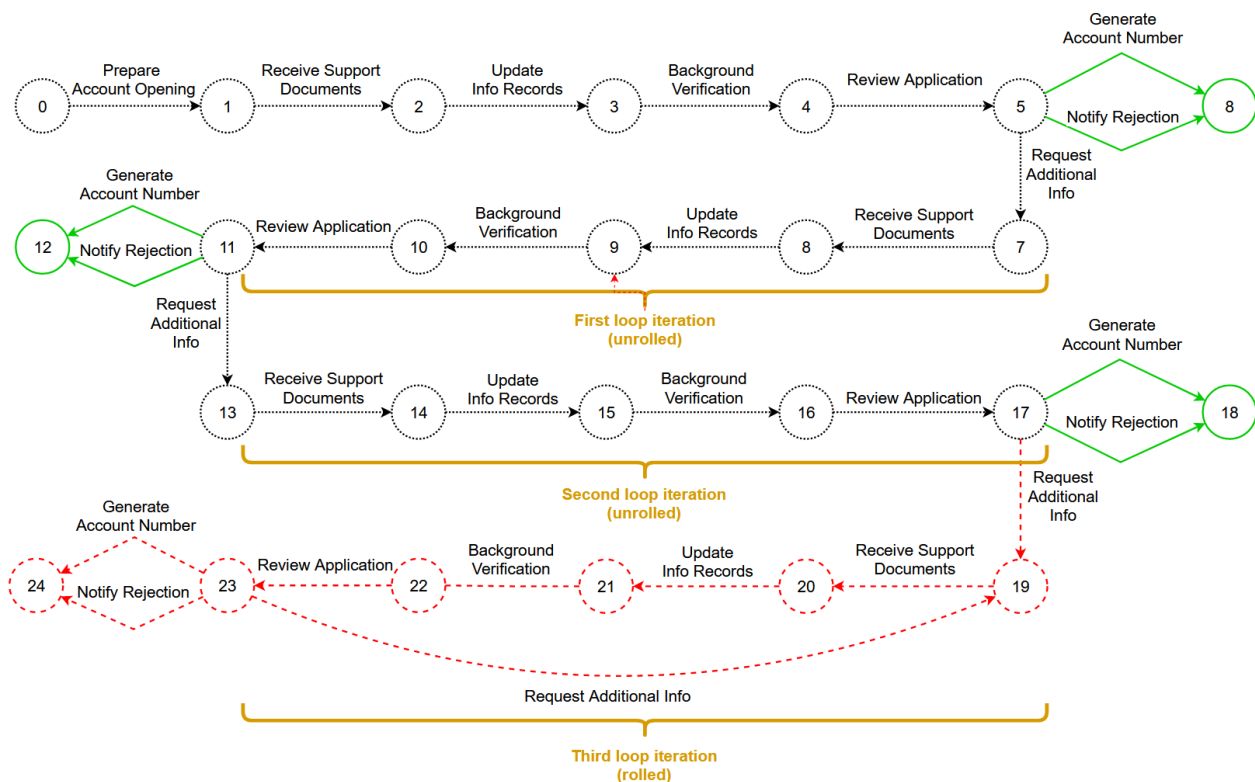 Generate
Account Number
Prepare
Account Opening
Receive Support
Documents
Update
Info Records
Background
Verification
Review Application
0
1
2
3
4
5
8
Notify Rejection
Request
Additional
Info
Generate
Account Number
Review Application
Background
Verification
Update
Info Records
Receive Support
Documents
12
Notify Rejection
11
10
9
8
7
First loop iteration
(unrolled)
Request
Additional
Info
Generate
Account Number
Receive Support
Documents
Update
Info Records
Background
Verification
Review Application
13
14
15
16
17
Notify Rejection
18
Second loop iteration
(unrolled)
Request
Additional
Info
Generate
Account Number
Review Application
Background
Verification
Update
Info Records
Receive Support
Documents
24
Notify Rejection
23
22
21
20
19
Request Additional Info
Third loop iteration
(rolled)